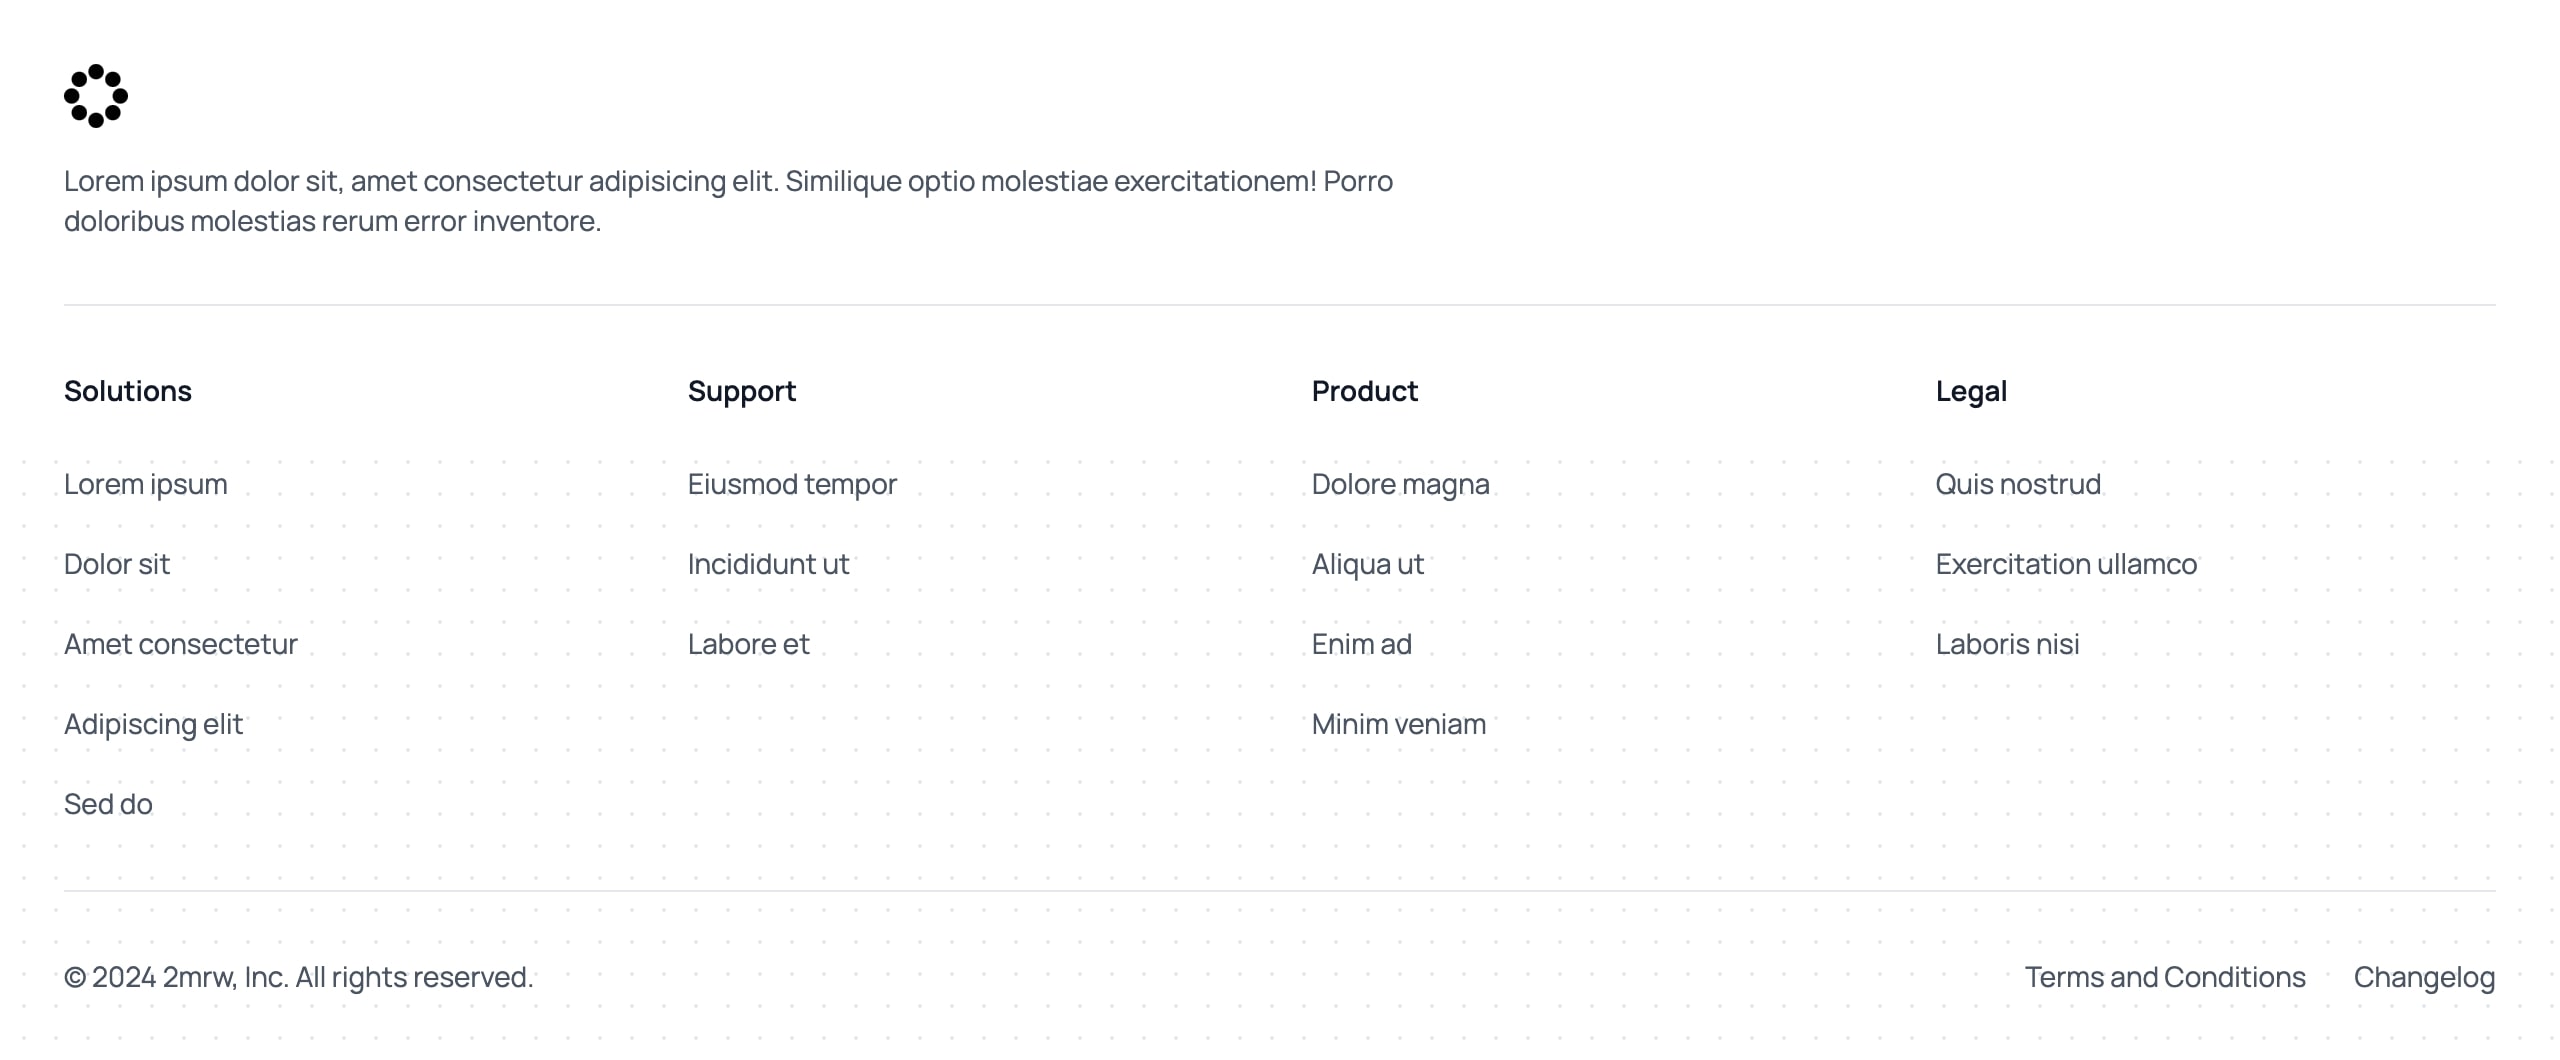 Lorem ipsum dolor sit, amet consectetur adipisicing elit. Similique optio molestiae exercitationem! Porro
doloribus molestias rerum error inventore.
Solutions
Lorem ipsum
Dolor sit
Amet consectetur
Adipiscing elit
Sed do
Support
Eiusmod tempor
Incididunt ut
Labore et
Product
Dolore magna
Aliqua ut
Enim ad
Minim veniam
Legal
Quis nostrud
Exercitation ullamco
Laboris nisi
© 2024 2mrw, Inc. All rights reserved.
Terms and Conditions
Changelog